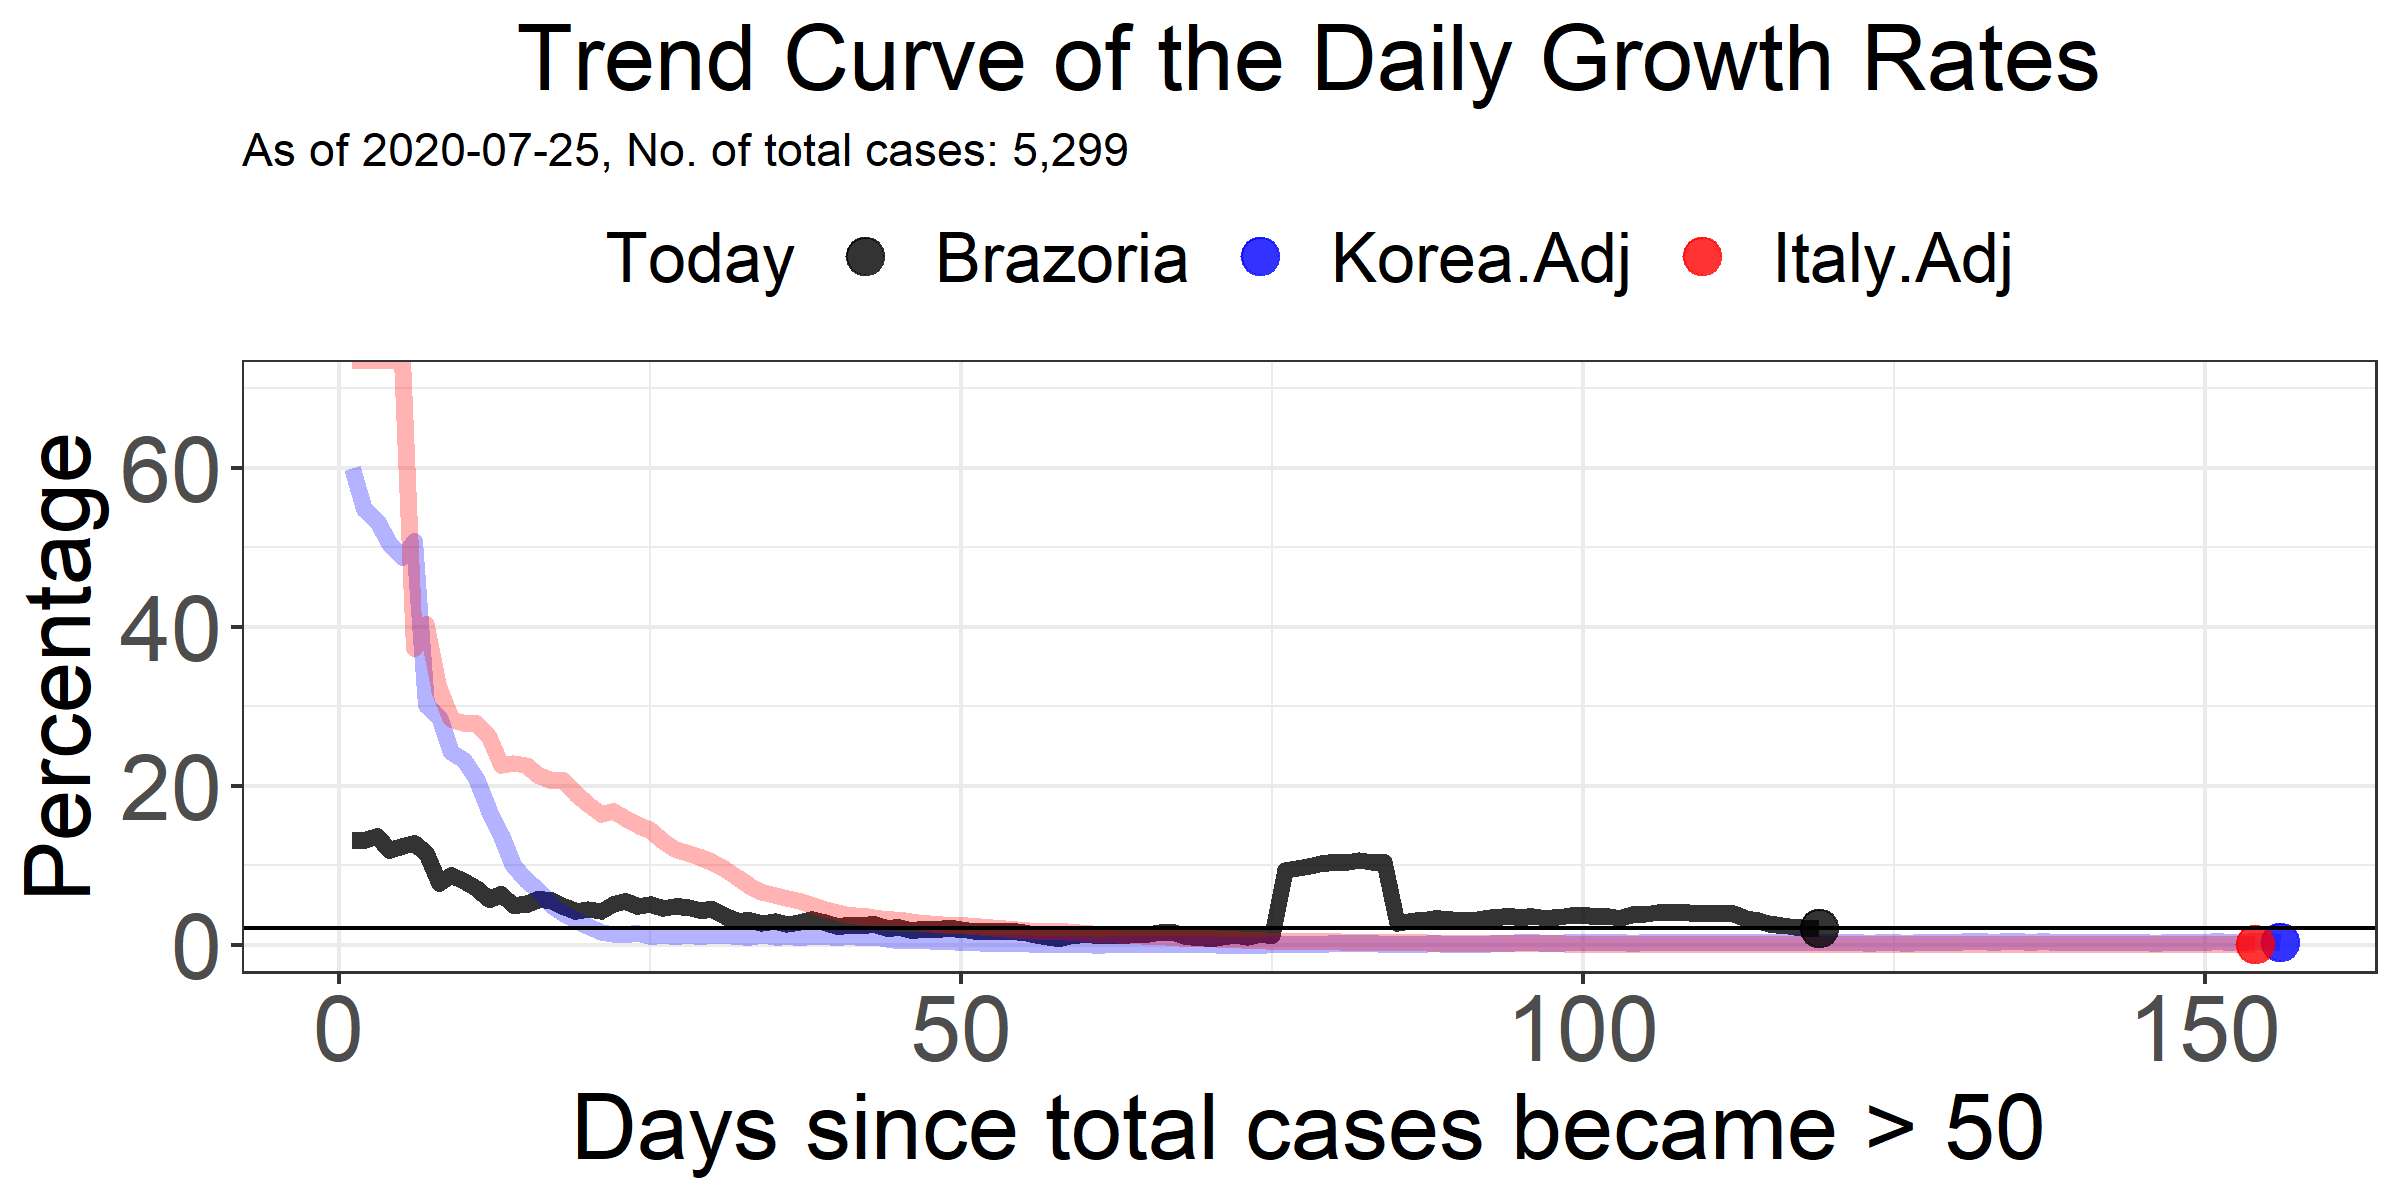 Trend Curve of the Daily Growth Rates
As of 2020-07-25, No. of total cases: 5,299
Today Brazoria Korea.Adj Italy.Adj
Percentage
60
40
20
0
0 50 100 150
Days since total cases became > 50